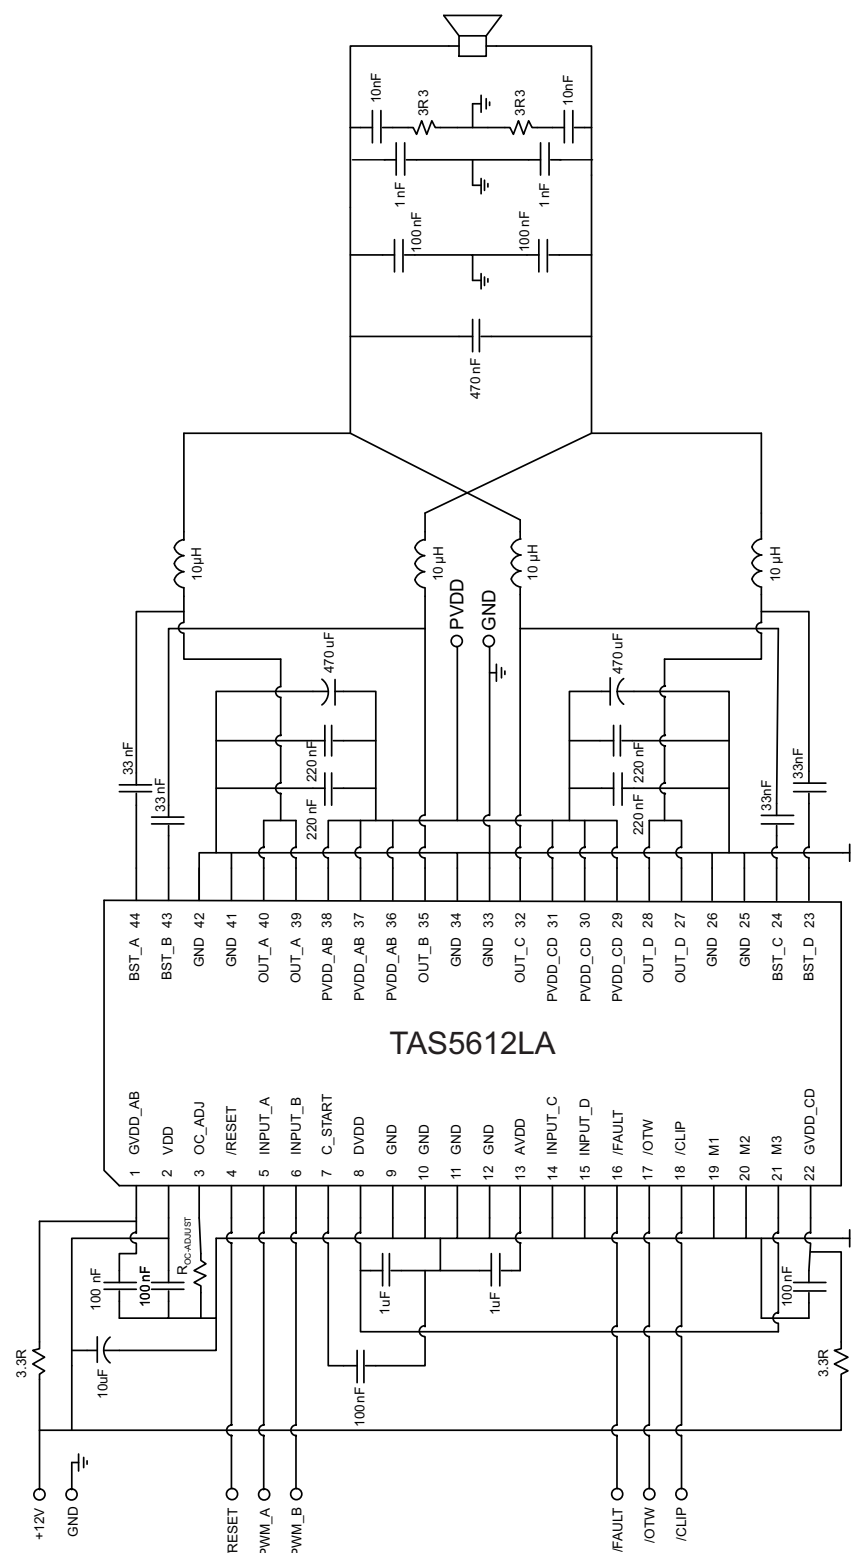 10nF
3R3
3R3
10nF
1 nF
1 nF
100 nF
100 nF
470 nF
10 µH
10 µH
10 µH
10 µH
PVDD
GND
470 uF
470 uF
33 nF
33 nF
220 nF
220 nF
220 nF
220 nF
33nF
33nF
BST_A 44
BST_B 43
GND 42
GND 41
OUT_A 40
OUT_A 39
PVDD_AB 38
PVDD_AB 37
PVDD_AB 36
OUT_B 35
GND 34
GND 33
OUT_C 32
PVDD_CD 31
PVDD_CD 30
PVDD_CD 29
OUT_D 28
OUT_D 27
GND 26
GND 25
BST_C 24
BST_D 23
TAS5612LA
1 GVDD_AB
2 VDD
3 OC_ADJ
4 /RESET
5 INPUT_A
6 INPUT_B
7 C_START
8 DVDD
9 GND
10 GND
11 GND
12 GND
13 AVDD
14 INPUT_C
15 INPUT_D
16 /FAULT
17 /OTW
18 /CLIP
19 M1
20 M2
21 M3
22 GVDD_CD
100 nF
100 nF
ROC-ADJUST
1uF
1uF
100 nF
3.3R
10uF
100nF
3.3R
+12V
GND
RESET
PWM_A
PWM_B
/FAULT
/OTW
/CLIP